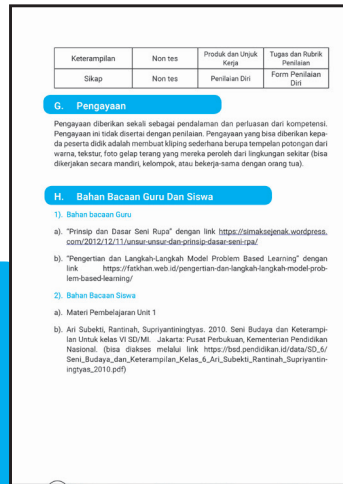 Keterampilan Non tes Produk dan Unjuk Kerja Tugas dan Rubrik Penilaian
Sikap Non tes Penilaian Diri Form Penilaian Diri
G. Pengayaan
Pengayaan diberikan sekali sebagai pendalaman dan perluasan dari kompetensi.
Pengayaan ini tidak disertai dengan penilaian. Pengayaan yang bisa diberikan kepa-
da peserta didik adalah membuat kliping sederhana berupa tempelan potongan dari
warna, tekstur, foto gelap terang yang mereka peroleh dari lingkungan sekitar (bisa
dikerjakan secara mandiri, kelompok, atau bekerja-sama dengan orang tua).
H. Bahan Bacaan Guru Dan Siswa
1). Bahan bacaan Guru
a). "Prinsip dan Dasar Seni Rupa" dengan link https://simaksejenak.wordpress.
com/2012/12/11/unsur-unsur-dan-prinsip-dasar-seni-rpa/
b). "Pengertian dan Langkah-Langkah Model Problem Based Learning" dengan
link https://fatkhan.web.id/pengertian-dan-langkah-langkah-model-prob-
lem-based-learning/
2). Bahan Bacaan Siswa
a). Materi Pembelajaran Unit 1
b). Ari Subekti, Rantinah, Supriyantiningtyas. 2010. Seni Budaya dan Keterampi-
lan Untuk kelas VI SD/MI. Jakarta: Pusat Perbukuan, Kementerian Pendidikan
Nasional. (bisa diakses melalui link https://bsd.pendidikan.id/data/SD_6/
Seni_Budaya_dan_Keterampilan_Kelas_6_Ari_Subekti_Rantinah_Supriyantin-
ingtyas_2010.pdf)